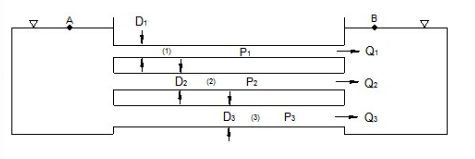 A
B
D1
(1) P1 Q1
D2 (2) P2 Q2
D3 (3) P3 Q3